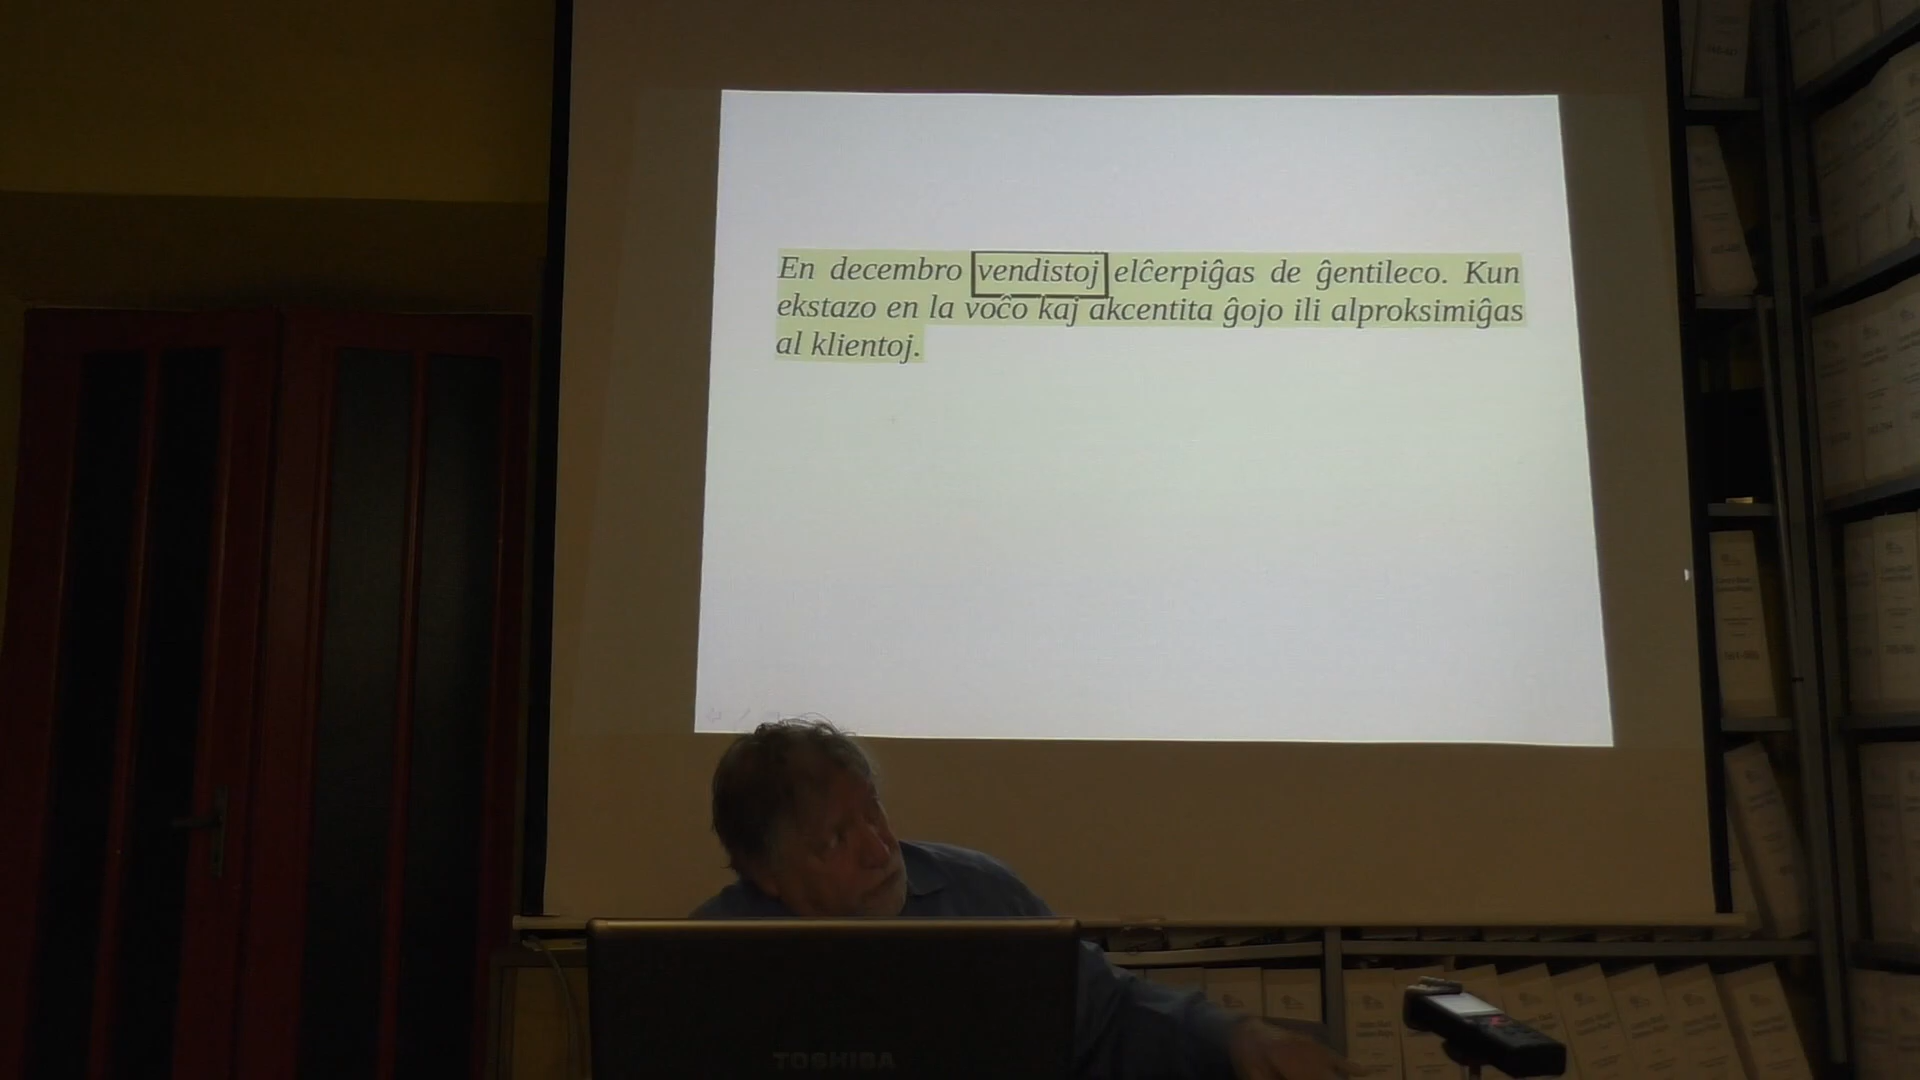 En decembro vendistoj elĉerpiĝas de ĝentileco. Kun
ekstazo en la voĉo kaj akcentita ĝojo ili alproksimiĝas
al klientoj.
TOSHIBA